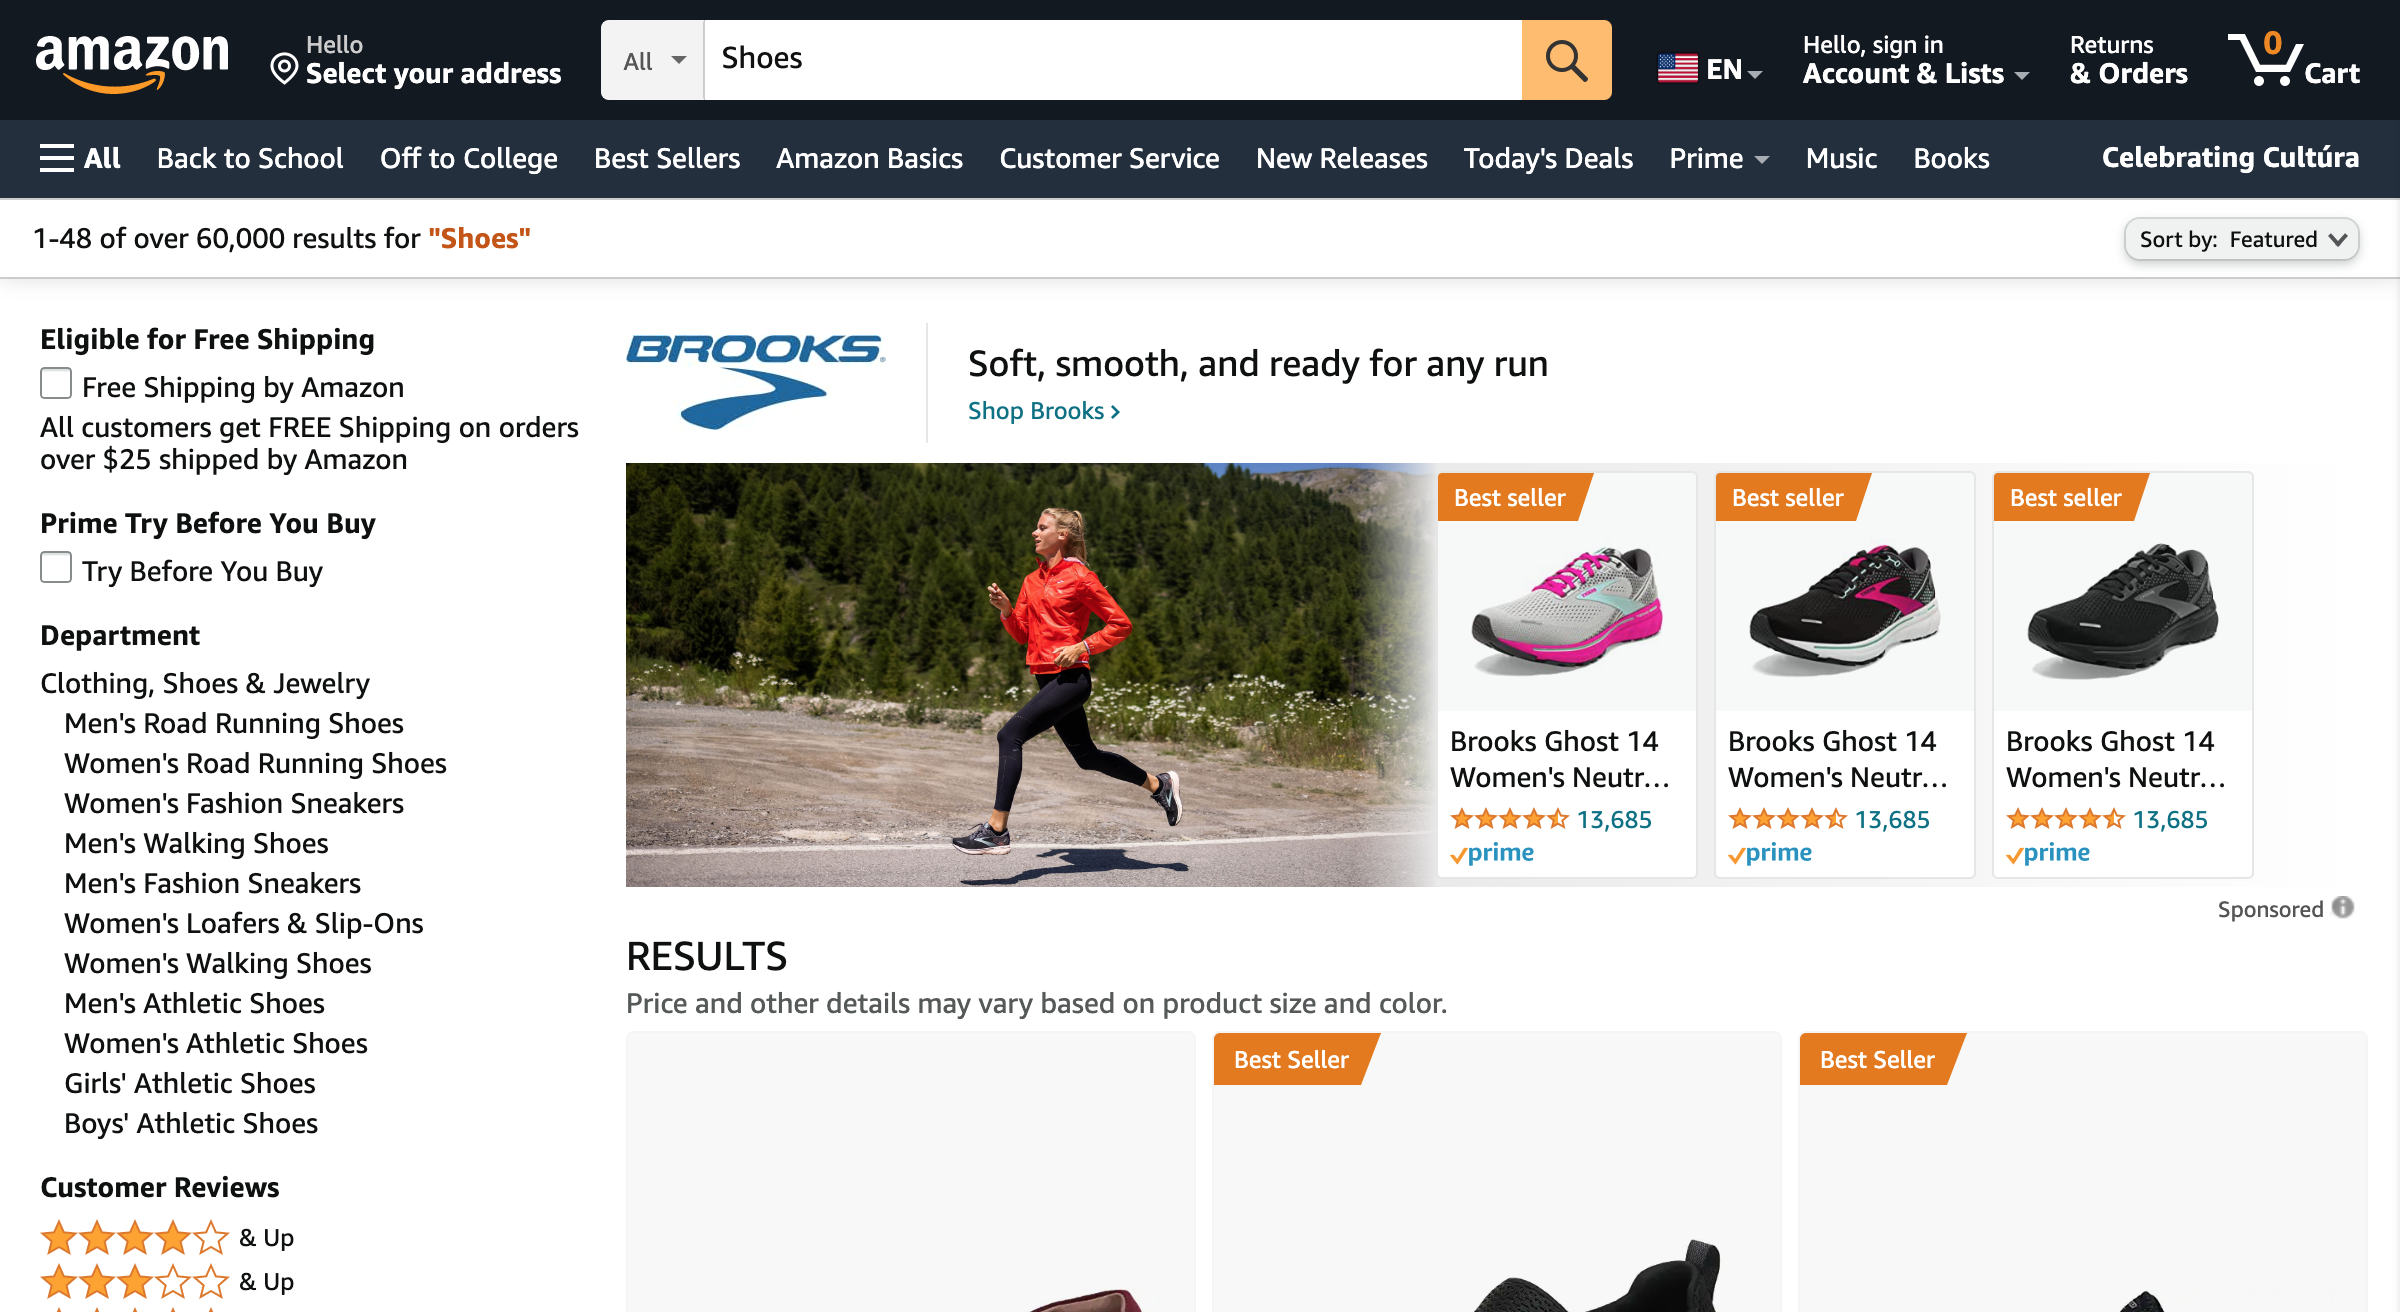 amazon
Hello
Select your address
All
Shoes
EN
Hello, sign in
Account & Lists
Returns
& Orders
0
Cart
All
Back to School
Off to College
Best Sellers
Amazon Basics
Customer Service
New Releases
Today's Deals
Prime
Music
Books
Celebrating Cultúra
1-48 of over 60,000 results for "Shoes"
Sort by: Featured
Eligible for Free Shipping
Free Shipping by Amazon
All customers get FREE Shipping on orders
over $25 shipped by Amazon
Prime Try Before You Buy
Try Before You Buy
Department
Clothing, Shoes & Jewelry
Men's Road Running Shoes
Women's Road Running Shoes
Women's Fashion Sneakers
Men's Walking Shoes
Men's Fashion Sneakers
Women's Loafers & Slip-Ons
Women's Walking Shoes
Men's Athletic Shoes
Women's Athletic Shoes
Girls' Athletic Shoes
Boys' Athletic Shoes
Customer Reviews
& Up
& Up
BROOKS
Soft, smooth, and ready for any run
Shop Brooks ›
Best seller
Brooks Ghost 14
Women's Neutr...
13,685
prime
Best seller
Brooks Ghost 14
Women's Neutr...
13,685
prime
Best seller
Brooks Ghost 14
Women's Neutr...
13,685
prime
Sponsored
RESULTS
Price and other details may vary based on product size and color.
Best Seller
Best Seller